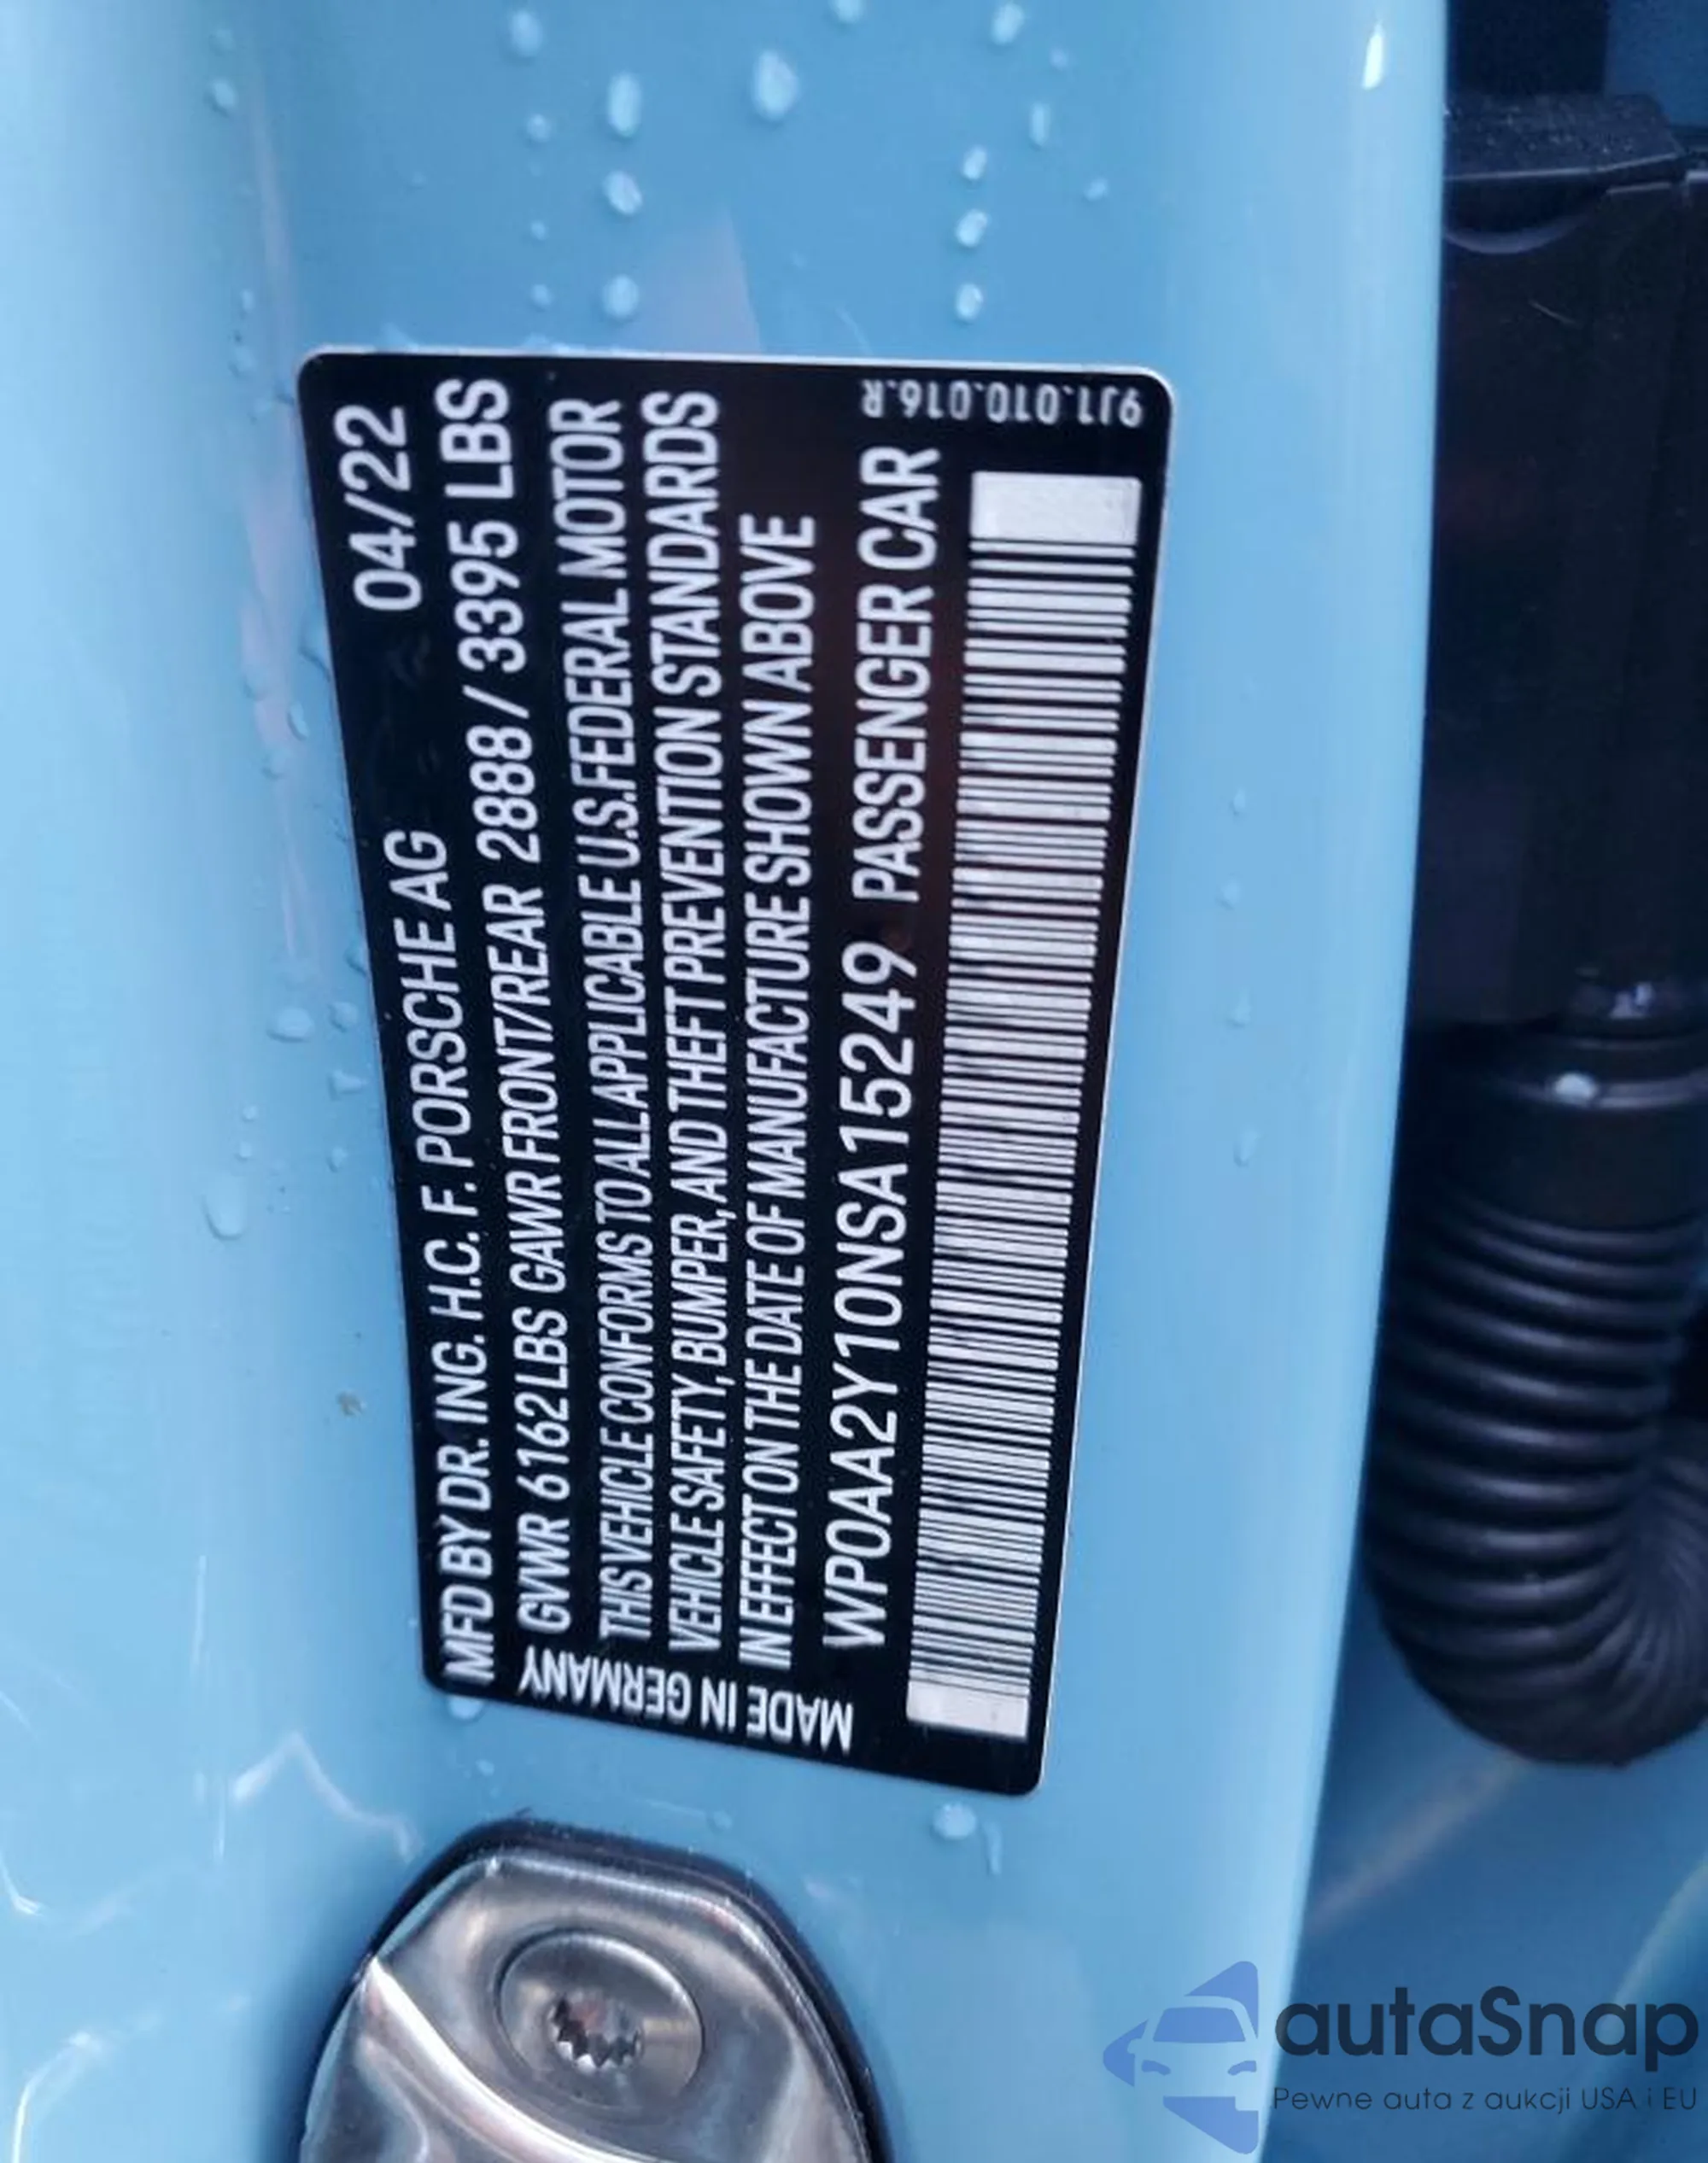 MFD BY DR. ING. H.C. F. PORSCHE AG 04/22
GVWR 6162 LBS GAWR FRONT/REAR 2888 / 3395 LBS
THIS VEHICLE CONFORMS TO ALL APPLICABLE U.S. FEDERAL MOTOR
VEHICLE SAFETY, BUMPER, AND THEFT PREVENTION STANDARDS
IN EFFECT ON THE DATE OF MANUFACTURE SHOWN ABOVE
WP0AA2Y10NSA15249 PASSENGER CAR
MADE IN GERMANY
9J1.010.016.R
autaSnap
Pewne auta z aukcji USA i EU